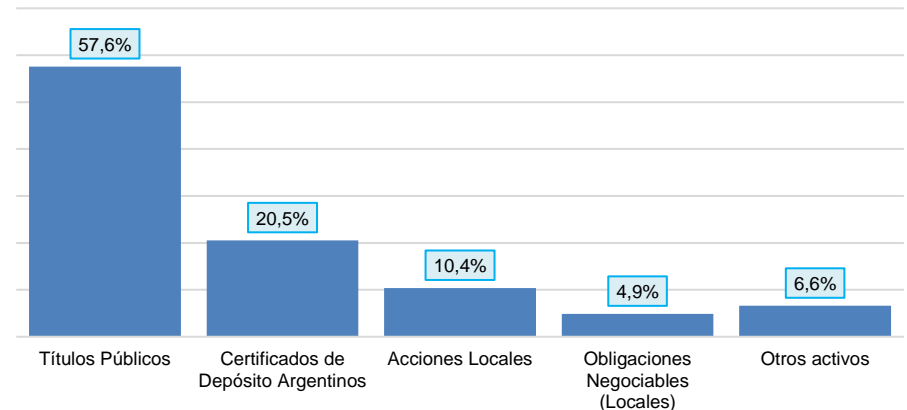 57,6%
20,5%
10,4%
4,9%
6,6%
Títulos Públicos
Certificados de
Depósito Argentinos
Acciones Locales
Obligaciones
Negociables
(Locales)
Otros activos